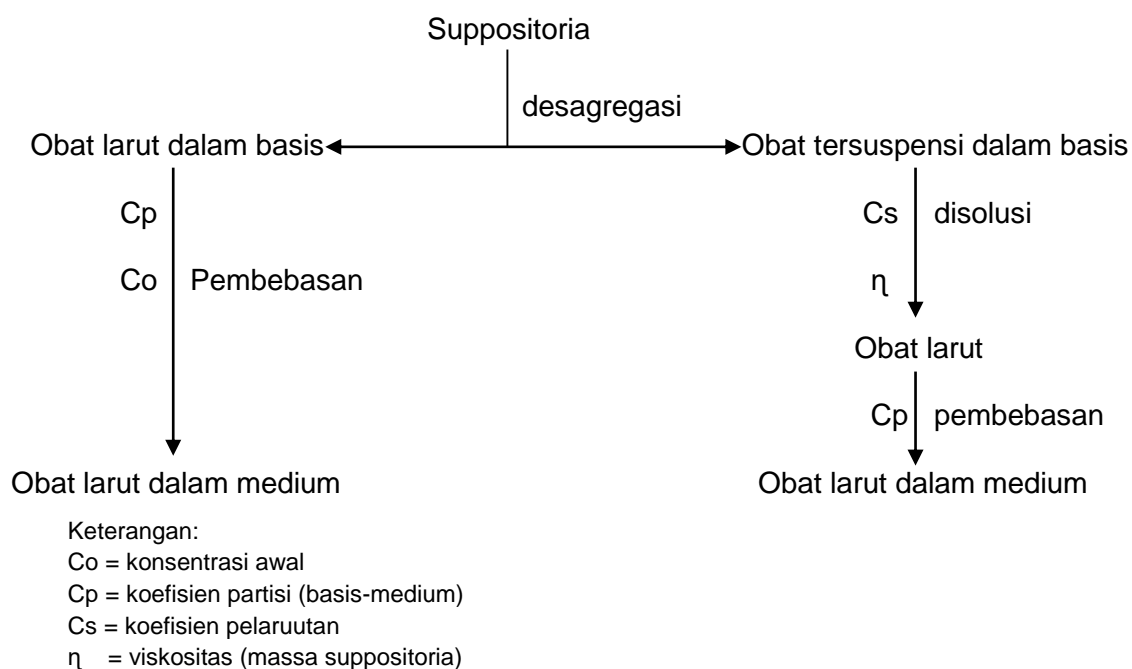 Suppositoria
desagregasi
Obat larut dalam basis
Obat tersuspensi dalam basis
Cp
Co Pembebasan
Cs disolusi
η
Obat larut
Cp pembebasan
Obat larut dalam medium
Obat larut dalam medium
Keterangan:
Co = konsentrasi awal
Cp = koefisien partisi (basis-medium)
Cs = koefisien pelaruutan
η = viskositas (massa suppositoria)